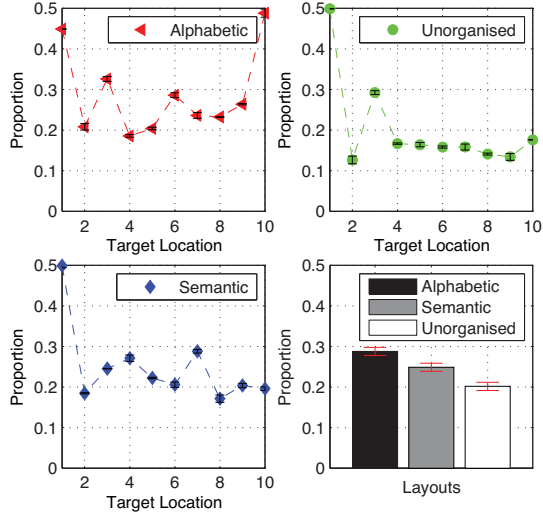 0.5
0.4
0.3
0.2
0.1
0
Proportion
2 4 6 8 10
Target Location
Alphabetic
0.5
0.4
0.3
0.2
0.1
0
Proportion
2 4 6 8 10
Target Location
Unorganised
0.5
0.4
0.3
0.2
0.1
0
Proportion
2 4 6 8 10
Target Location
Semantic
0.5
0.4
0.3
0.2
0.1
0
Proportion
Layouts
Alphabetic
Semantic
Unorganised